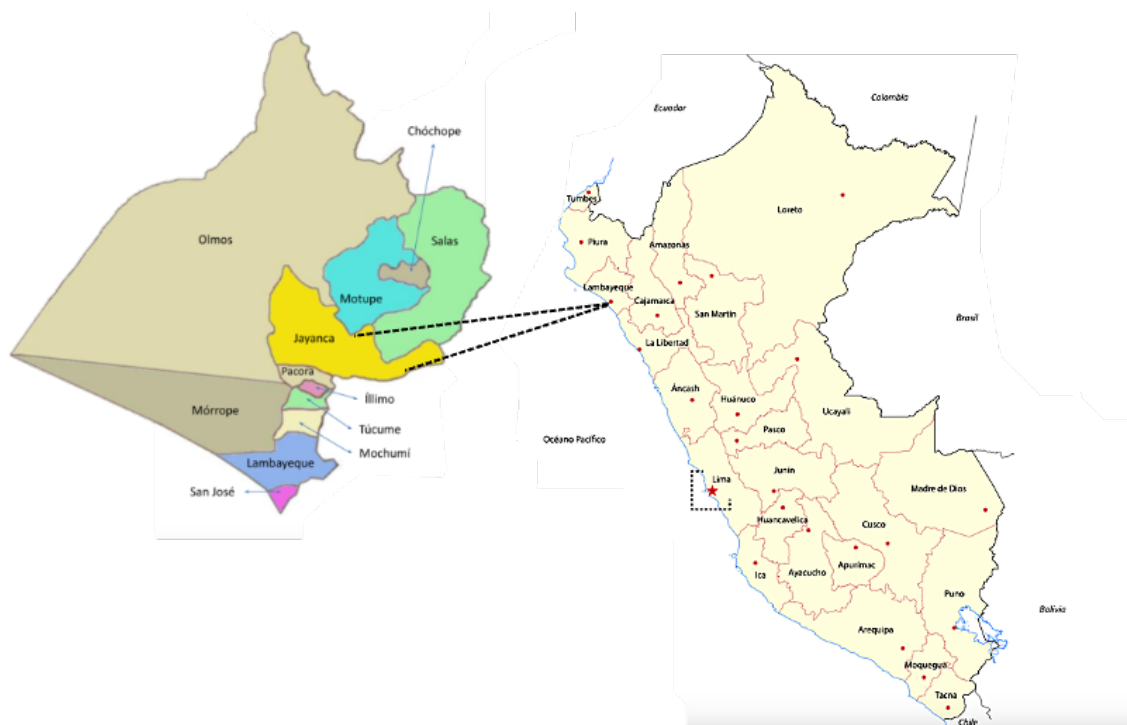 Chóchope
Olmos
Salas
Motupe
Jayanca
Pacora
Íllimo
Mórrope
Túcume
Mochumí
Lambayeque
San José
Ecuador
Colombia
Tumbes
Loreto
Piura
Amazonas
Lambayeque
Cajamarca
San Martín
Brasil
La Libertad
Áncash
Huánuco
Ucayali
Pasco
Océano Pacífico
Junín
Lima
Madre de Dios
Huancavelica
Cusco
Ica
Ayacucho
Apurímac
Puno
Bolivia
Arequipa
Moquegua
Tacna
Chile